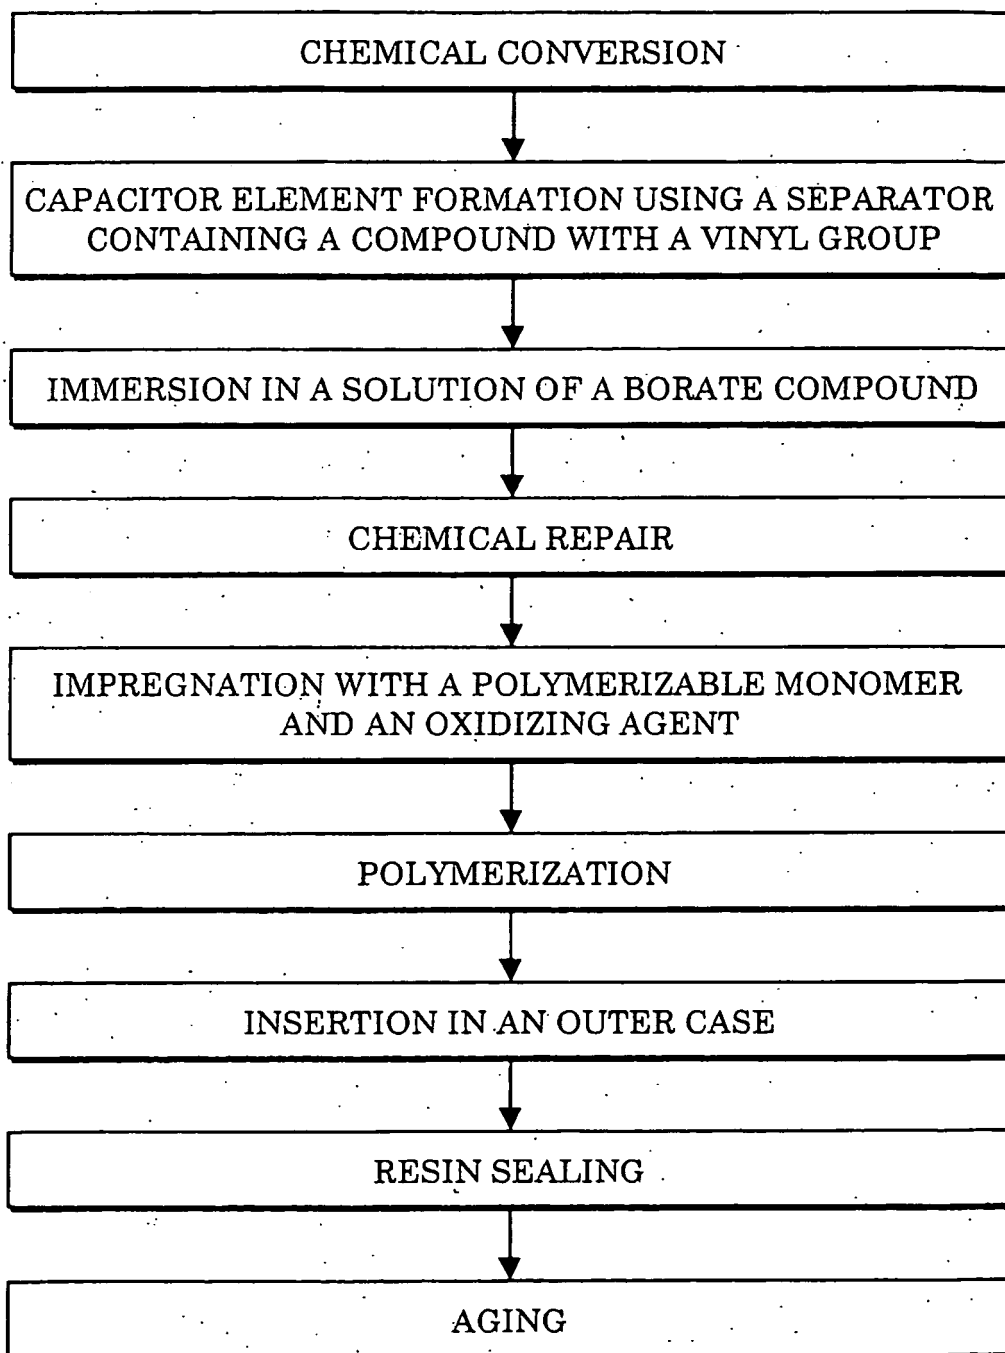 CHEMICAL CONVERSION
CAPACITOR ELEMENT FORMATION USING A SEPARATOR
CONTAINING A COMPOUND WITH A VINYL GROUP
IMMERSION IN A SOLUTION OF A BORATE COMPOUND
CHEMICAL REPAIR
IMPREGNATION WITH A POLYMERIZABLE MONOMER
AND AN OXIDIZING AGENT
POLYMERIZATION
INSERTION IN AN OUTER CASE
RESIN SEALING
AGING